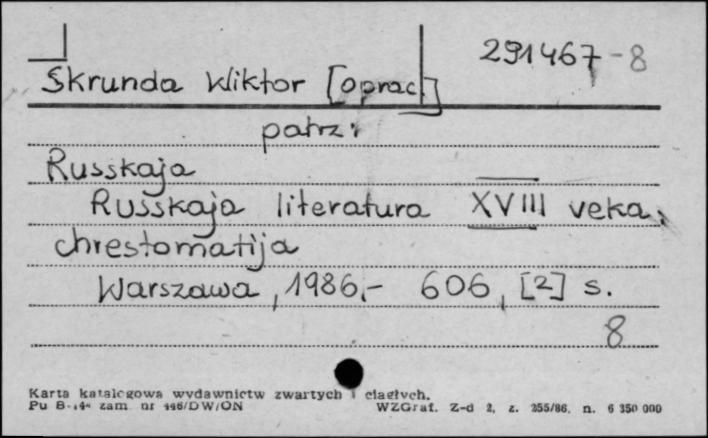 291467-8
Skrunda Wiktor [oprac.]
patrz:
Russkaja
Russkaja literatura XVIII veka,
chrestomatija
Warszawa, 1986.- 606, [2] s.
8
Karta katalogowa wydawnictw zwartych i ciągłych.
Pu B-14" zam. nr 446/DW/ON WZGraf. Z-d 2, z. 255/86. n. 6 350 000